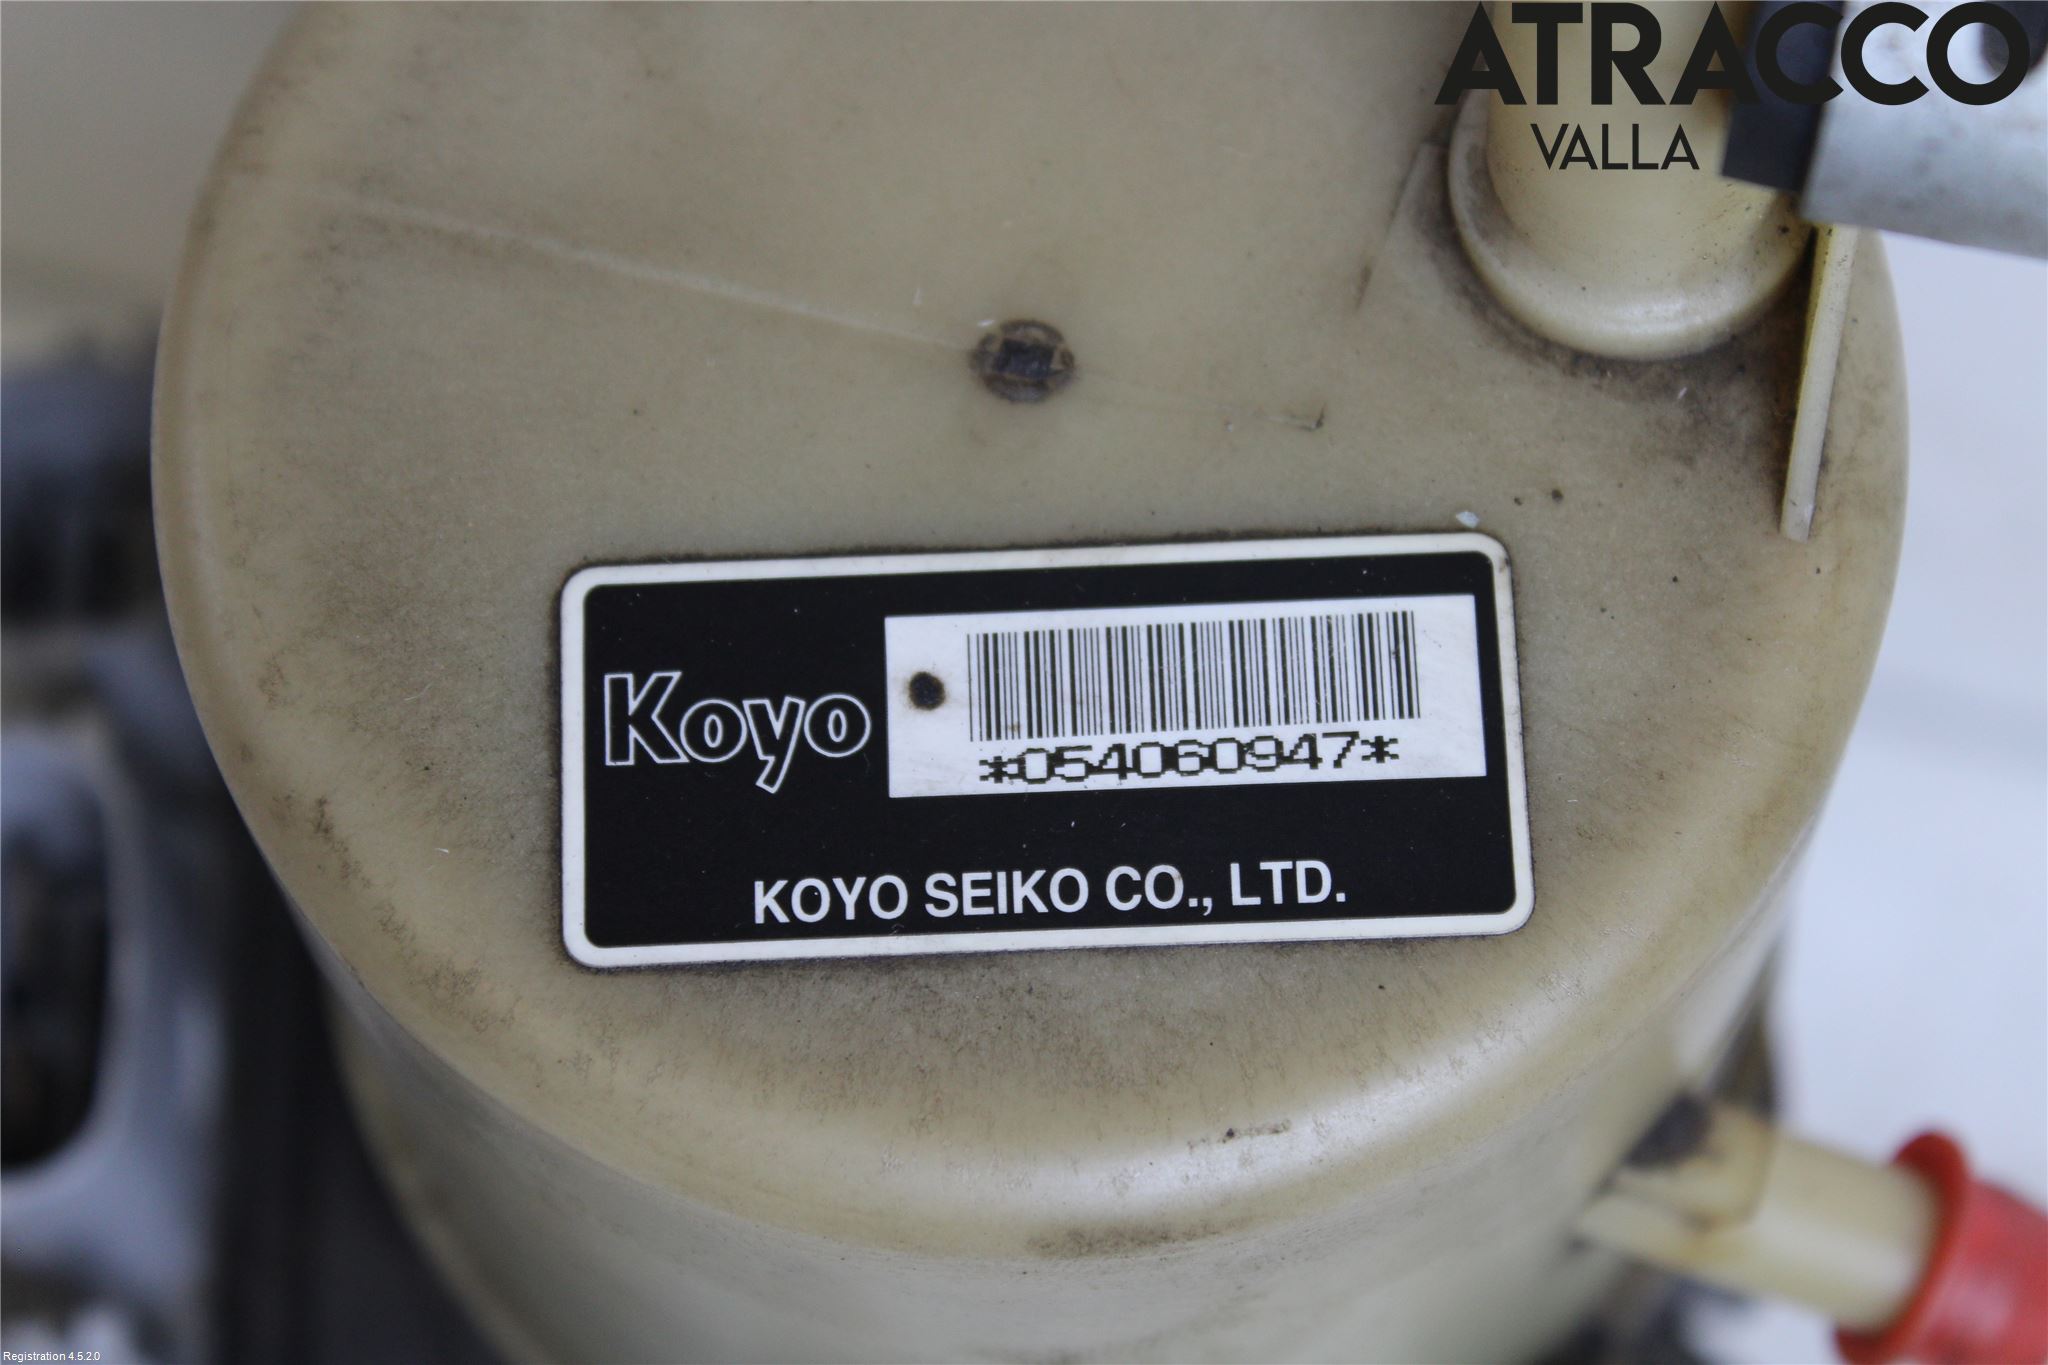 ATRACCO
VALLA
Koyo
*054060947*
KOYO SEIKO CO., LTD.
Registration 4.5.2.0